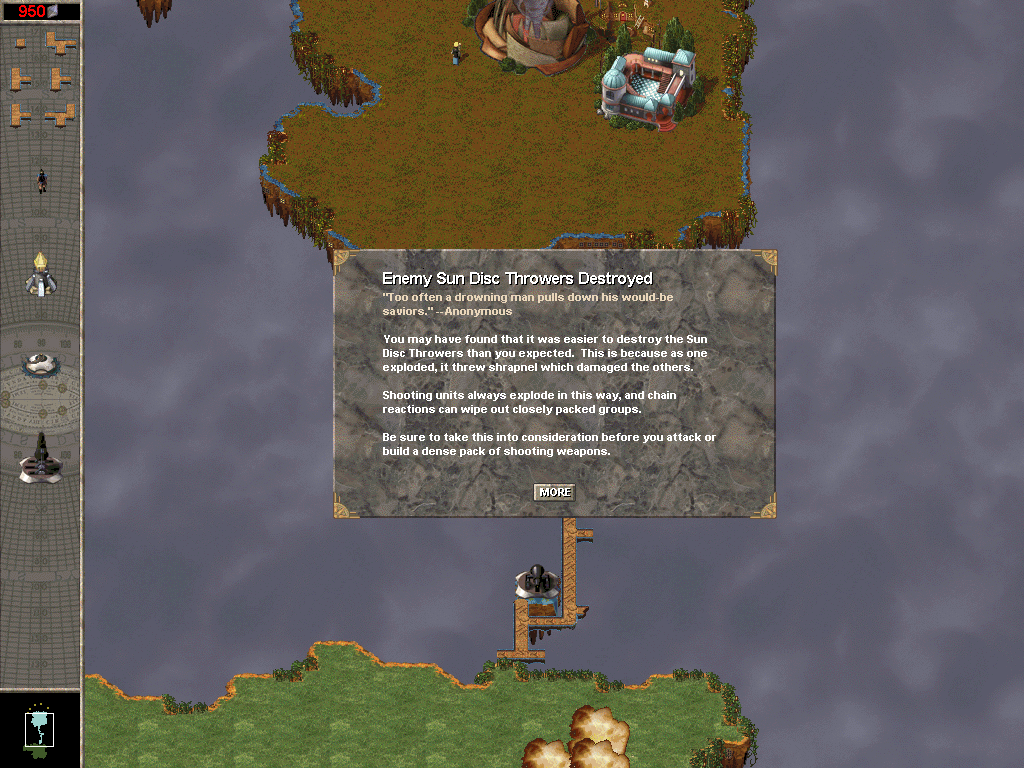 950
Enemy Sun Disc Throwers Destroyed
"Too often a drowning man pulls down his would-be
saviors." --Anonymous
You may have found that it was easier to destroy the Sun
Disc Throwers than you expected. This is because as one
exploded, it threw shrapnel which damaged the others.
Shooting units always explode in this way, and chain
reactions can wipe out closely packed groups.
Be sure to take this into consideration before you attack or
build a dense pack of shooting weapons.
MORE